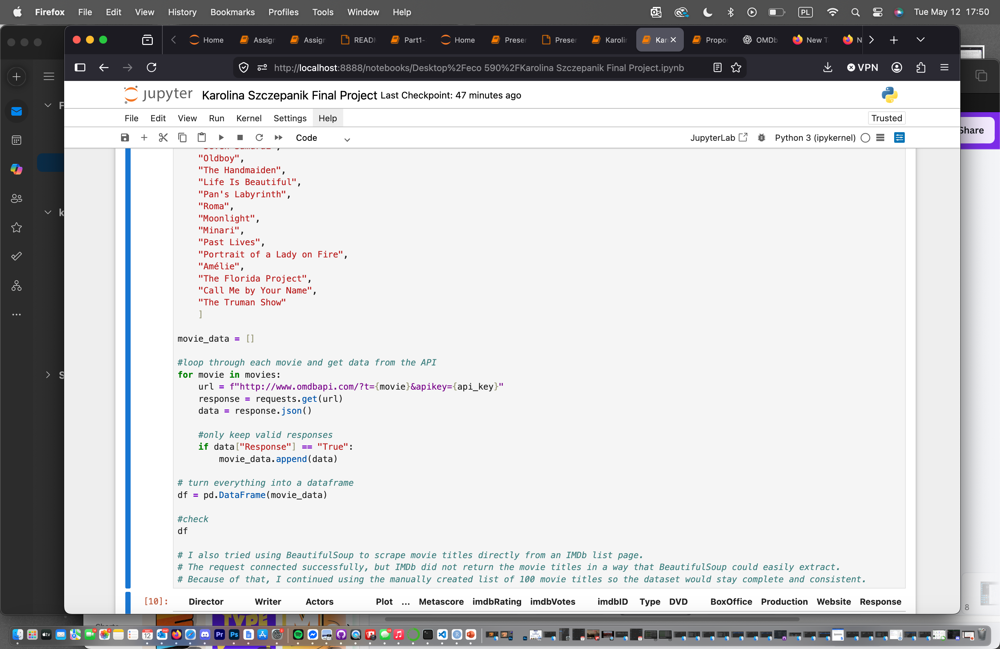 Firefox File Edit View History Bookmarks Profiles Tools Window Help PL Tue May 12 17:50
Home Assign Assign READ Part1- Home Preser Preser Karolin Kar Propo OMDb New T N
http://localhost:8888/notebooks/Desktop%2Feco 590%2FKarolina Szczepanik Final Project.ipynb VPN
jupyter Karolina Szczepanik Final Project Last Checkpoint: 47 minutes ago
File Edit View Run Kernel Settings Help Trusted
Share
Code JupyterLab Python 3 (ipykernel)
"Oldboy",
"The Handmaiden",
"Life Is Beautiful",
"Pan's Labyrinth",
"Roma",
"Moonlight",
"Minari",
"Past Lives",
"Portrait of a Lady on Fire",
"Amélie",
"The Florida Project",
"Call Me by Your Name",
"The Truman Show"
]
movie_data = []
#loop through each movie and get data from the API
for movie in movies:
url = f"http://www.omdbapi.com/?t={movie}&apikey={api_key}"
response = requests.get(url)
data = response.json()
#only keep valid responses
if data["Response"] == "True":
movie_data.append(data)
# turn everything into a dataframe
df = pd.DataFrame(movie_data)
#check
df
# I also tried using BeautifulSoup to scrape movie titles directly from an IMDb list page.
# The request connected successfully, but IMDb did not return the movie titles in a way that BeautifulSoup could easily extract.
# Because of that, I continued using the manually created list of 100 movie titles so the dataset would stay complete and consistent.
[10]: Director Writer Actors Plot ... Metascore imdbRating imdbVotes imdbID Type DVD BoxOffice Production Website Response
8
TYPE
tv MAY 12 Pr Ps R